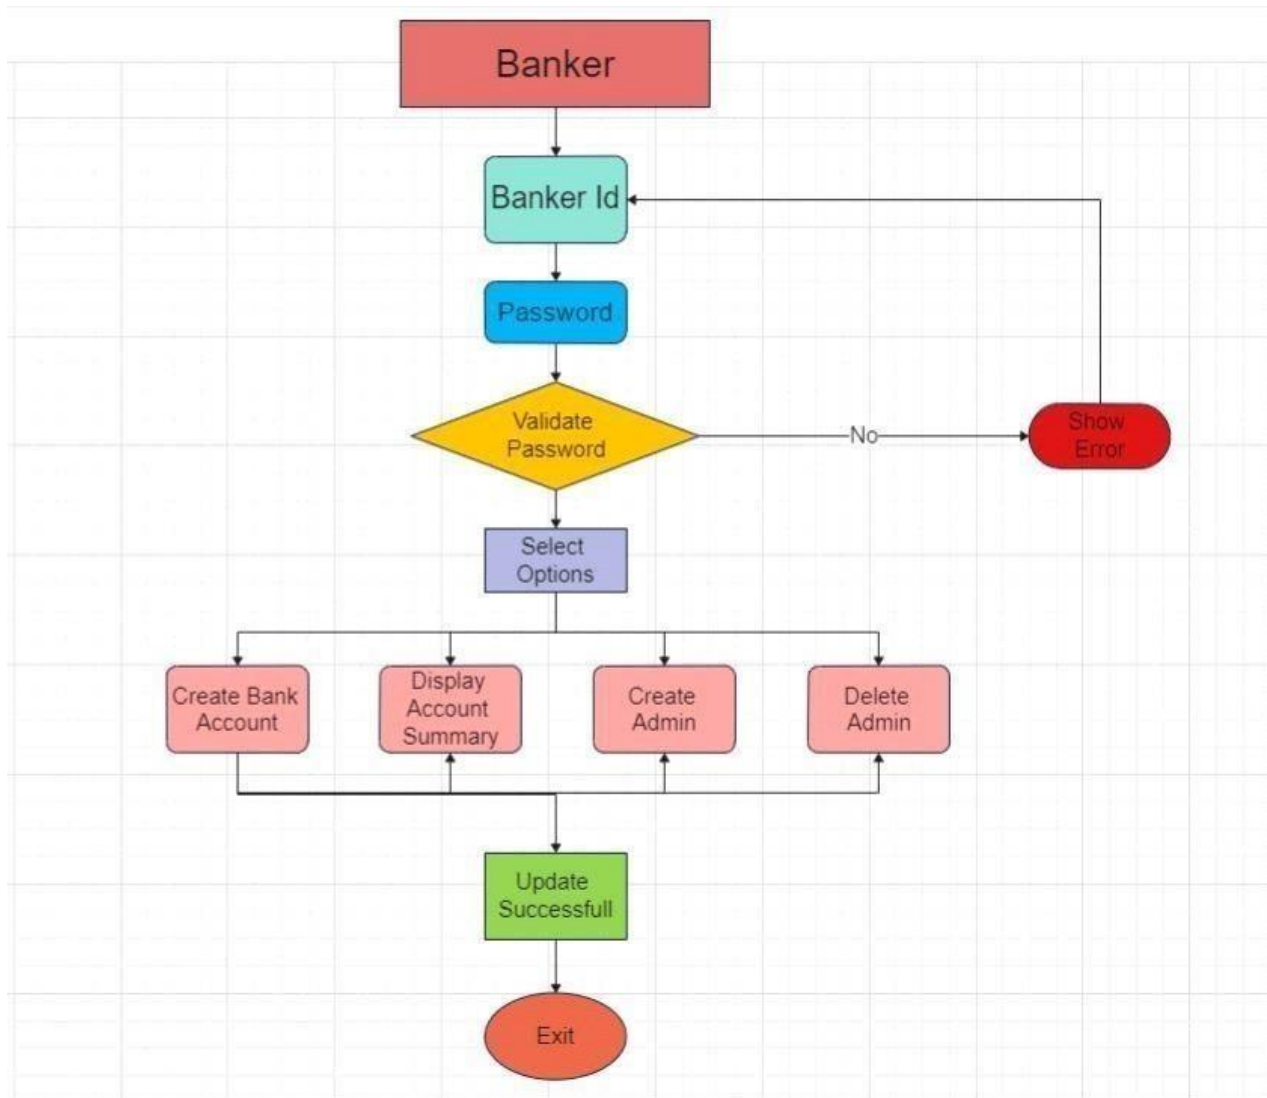 Banker
Banker Id
Password
Validate
Password
No
Show
Error
Select
Options
Create Bank
Account
Display
Account
Summary
Create
Admin
Delete
Admin
Update
Successfull
Exit